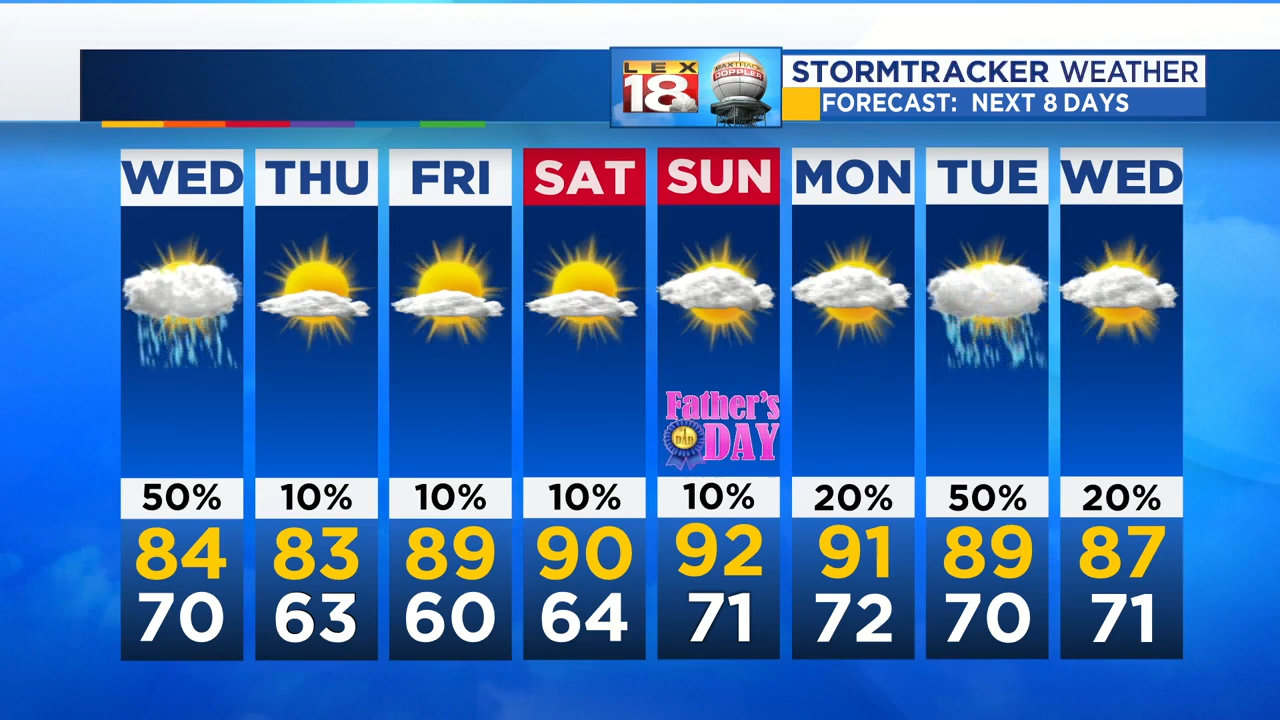 LEX
18
MAXTRACK
DOPPLER
STORMTRACKER WEATHER
FORECAST: NEXT 8 DAYS
WED THU FRI SAT SUN MON TUE WED
Father's
#1
DAD
DAY
50% 10% 10% 10% 10% 20% 50% 20%
84 83 89 90 92 91 89 87
70 63 60 64 71 72 70 71